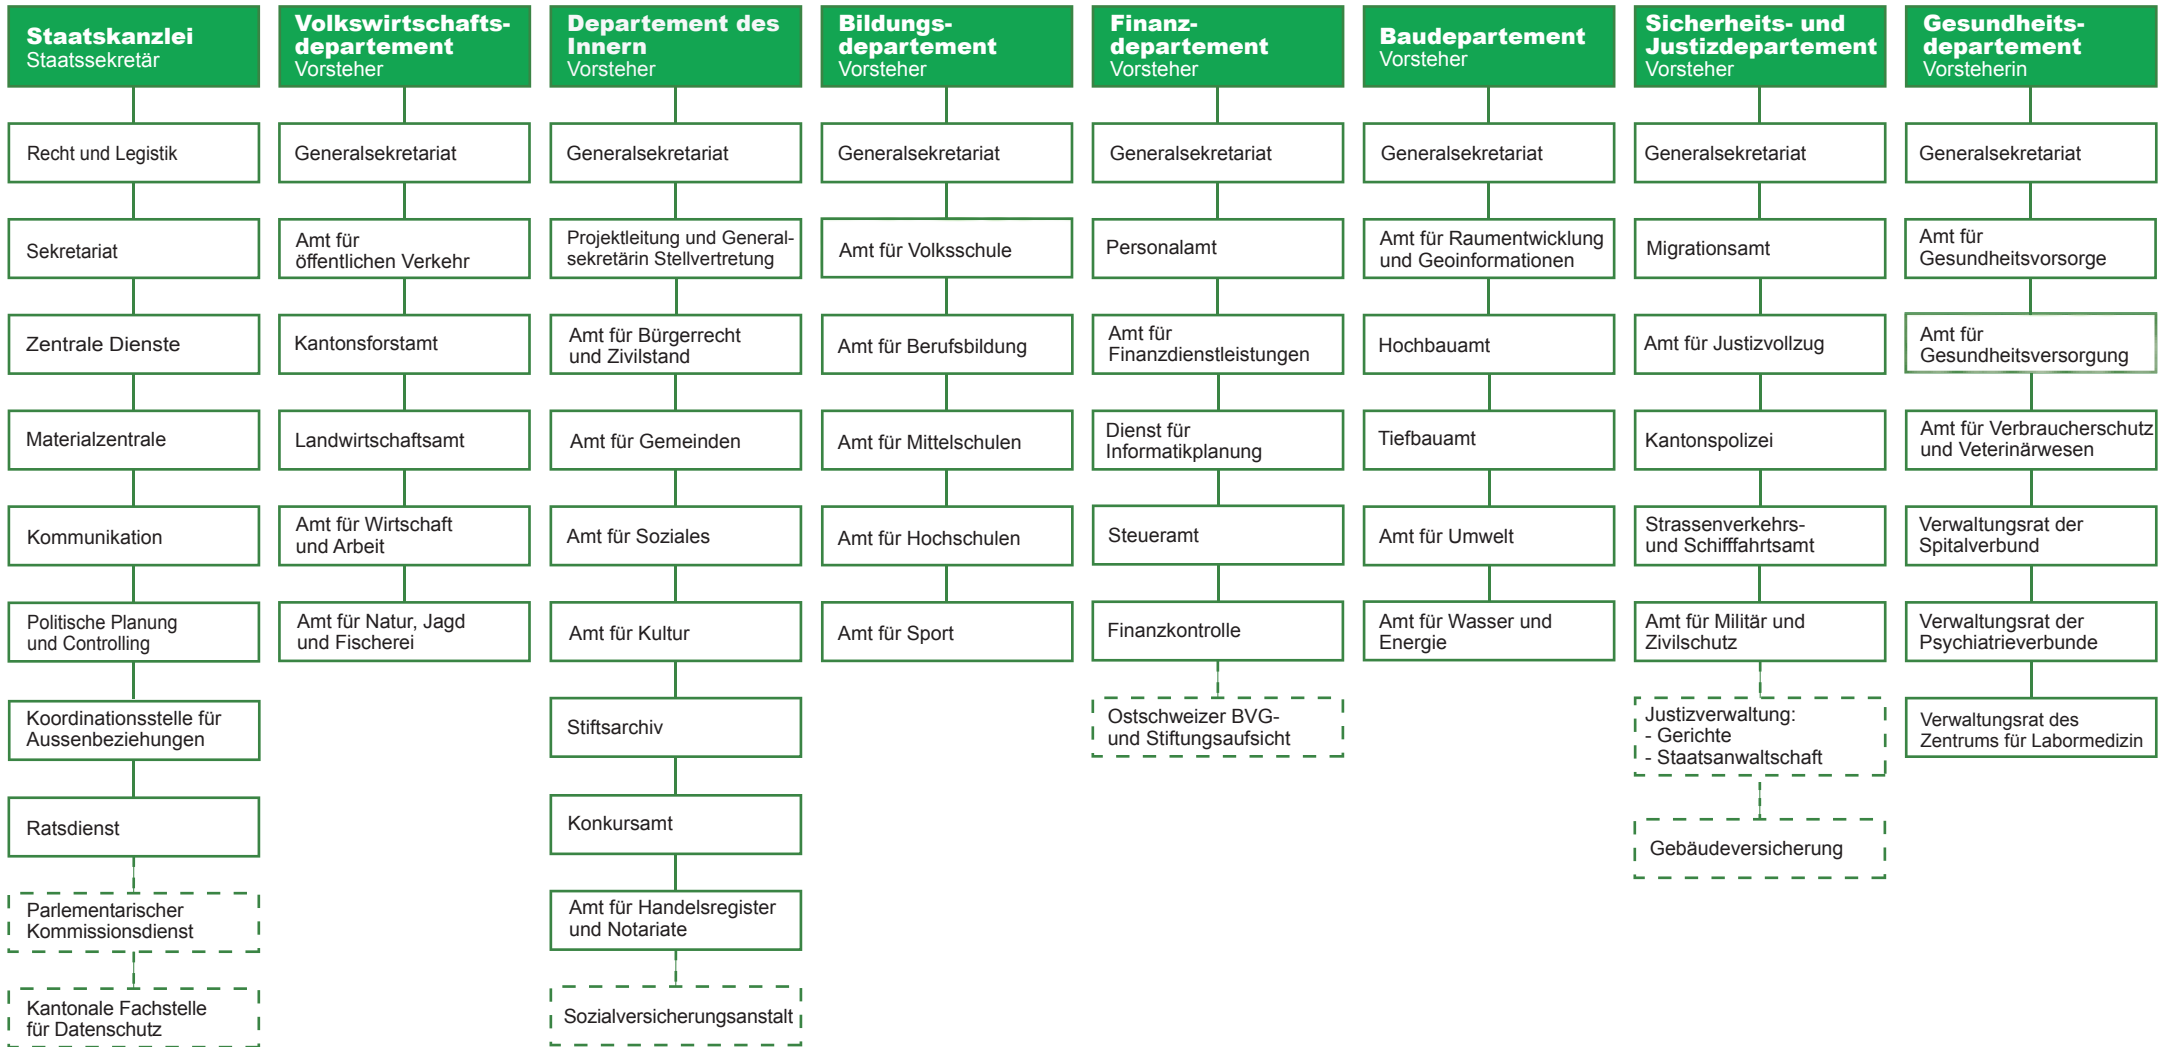 Staatskanzlei
Staatssekretär
Recht und Legistik
Sekretariat
Zentrale Dienste
Materialzentrale
Kommunikation
Politische Planung
und Controlling
Koordinationsstelle für
Aussenbeziehungen
Ratsdienst
Parlementarischer
Kommissionsdienst
Kantonale Fachstelle
für Datenschutz
Volkswirtschafts-
departement
Vorsteher
Generalsekretariat
Amt für
öffentlichen Verkehr
Kantonsforstamt
Landwirtschaftsamt
Amt für Wirtschaft
und Arbeit
Amt für Natur, Jagd
und Fischerei
Departement des
Innern
Vorsteher
Generalsekretariat
Projektleitung und General-
sekretärin Stellvertretung
Amt für Bürgerrecht
und Zivilstand
Amt für Gemeinden
Amt für Soziales
Amt für Kultur
Stiftsarchiv
Konkursamt
Amt für Handelsregister
und Notariate
Sozialversicherungsanstalt
Bildungs-
departement
Vorsteher
Generalsekretariat
Amt für Volksschule
Amt für Berufsbildung
Amt für Mittelschulen
Amt für Hochschulen
Amt für Sport
Finanz-
departement
Vorsteher
Generalsekretariat
Personalamt
Amt für
Finanzdienstleistungen
Dienst für
Informatikplanung
Steueramt
Finanzkontrolle
Ostschweizer BVG-
und Stiftungsaufsicht
Baudepartement
Vorsteher
Generalsekretariat
Amt für Raumentwicklung
und Geoinformationen
Hochbauamt
Tiefbauamt
Amt für Umwelt
Amt für Wasser und
Energie
Sicherheits- und
Justizdepartement
Vorsteher
Generalsekretariat
Migrationsamt
Amt für Justizvollzug
Kantonspolizei
Strassenverkehrs-
und Schifffahrtsamt
Amt für Militär und
Zivilschutz
Justizverwaltung:
- Gerichte
- Staatsanwaltschaft
Gebäudeversicherung
Gesundheits-
departement
Vorsteherin
Generalsekretariat
Amt für
Gesundheitsvorsorge
Amt für
Gesundheitsversorgung
Amt für Verbraucherschutz
und Veterinärwesen
Verwaltungsrat der
Spitalverbund
Verwaltungsrat der
Psychiatrieverbunde
Verwaltungsrat des
Zentrums für Labormedizin